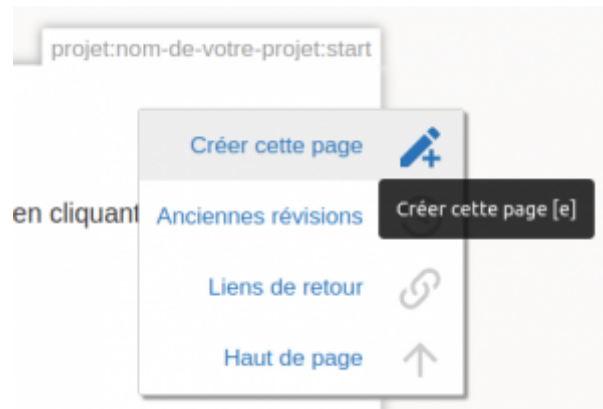 projet:nom-de-votre-projet:start
Créer cette page
Créer cette page [e]
en cliquant
Anciennes révisions
Liens de retour
Haut de page